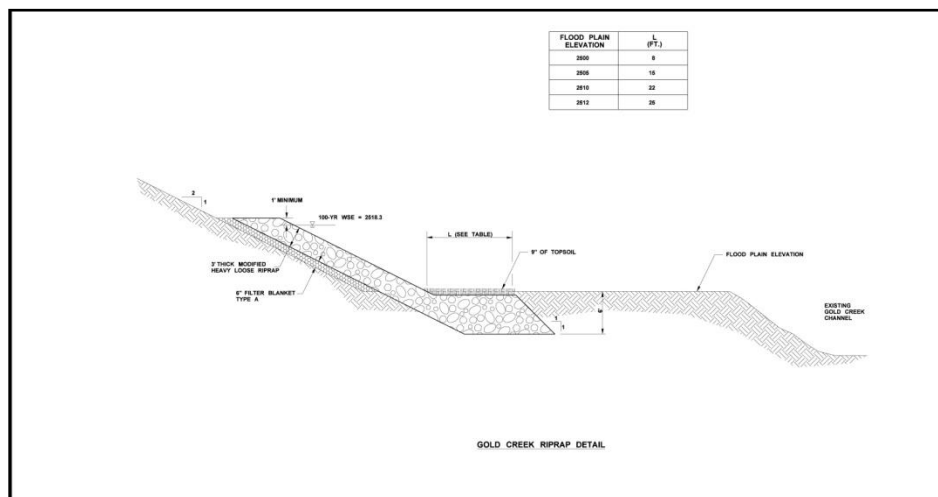 FLOOD PLAIN ELEVATION L (FT.)
2500 8
2505 15
2510 22
2512 25
2
1
1' MINIMUM
100-YR WSE = 2518.3
L (SEE TABLE)
9" OF TOPSOIL
FLOOD PLAIN ELEVATION
3' THICK MODIFIED
HEAVY LOOSE RIPRAP
6" FILTER BLANKET
TYPE A
EXISTING
GOLD CREEK
CHANNEL
1
1
GOLD CREEK RIPRAP DETAIL